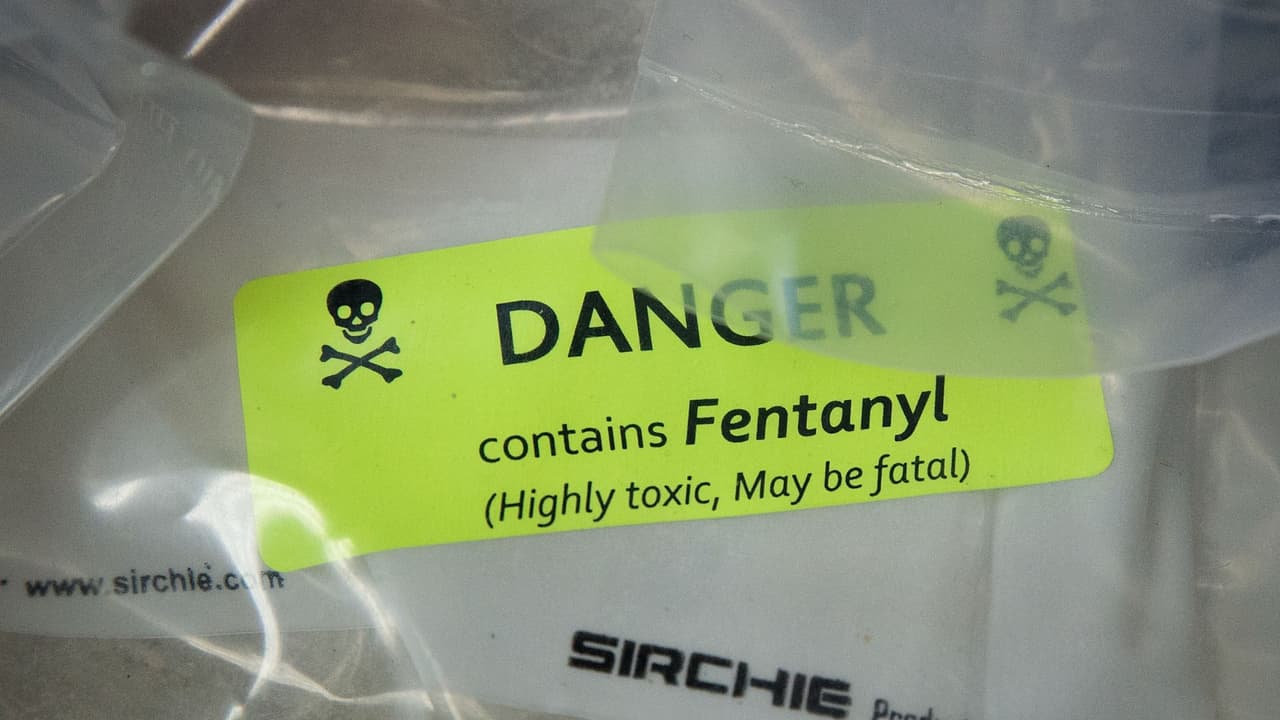 DANGER
contains Fentanyl
(Highly toxic, May be fatal)
www.sirchie.com
SIRCHIE